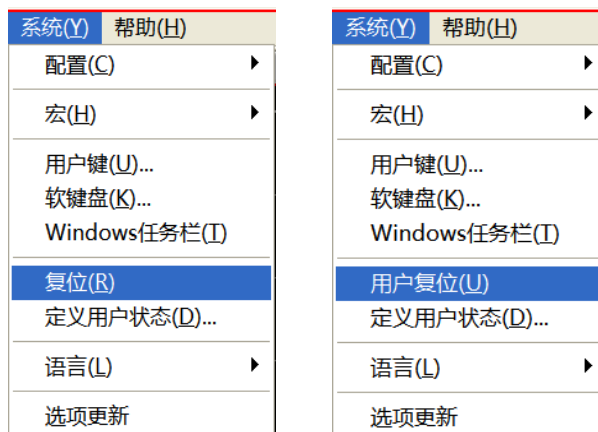 系统(Y) 帮助(H)
配置(C)
宏(H)
用户键(U)...
软键盘(K)...
Windows任务栏(T)
复位(R)
定义用户状态(D)...
语言(L)
选项更新
系统(Y) 帮助(H)
配置(C)
宏(H)
用户键(U)...
软键盘(K)...
Windows任务栏(T)
用户复位(U)
定义用户状态(D)...
语言(L)
选项更新